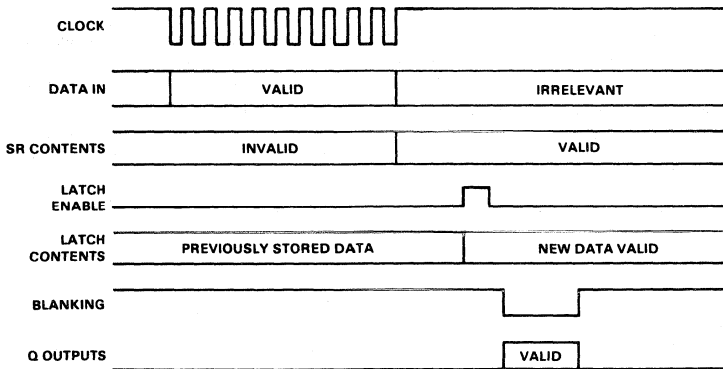 CLOCK
DATA IN
VALID
IRRELEVANT
SR CONTENTS
INVALID
VALID
LATCH
ENABLE
LATCH
CONTENTS
PREVIOUSLY STORED DATA
NEW DATA VALID
BLANKING
Q OUTPUTS
VALID